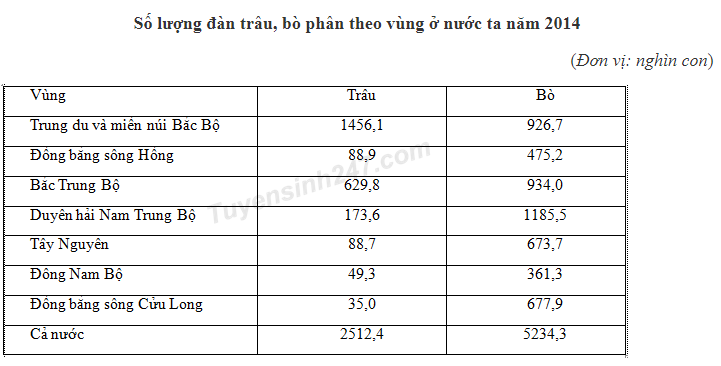 Số lượng đàn trâu, bò phân theo vùng ở nước ta năm 2014
(Đơn vị: nghìn con)
Vùng Trâu Bò
Trung du và miền núi Bắc Bộ 1456,1 926,7
Đồng bằng sông Hồng 88,9 475,2
Bắc Trung Bộ 629,8 934,0
Duyên hải Nam Trung Bộ 173,6 1185,5
Tây Nguyên 88,7 673,7
Đông Nam Bộ 49,3 361,3
Đồng bằng sông Cửu Long 35,0 677,9
Cả nước 2512,4 5234,3
Tuyensinh247.com